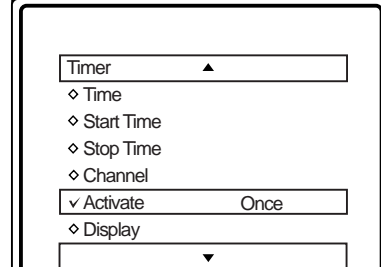 Timer
Time
Start Time
Stop Time
Channel
Activate Once
Display